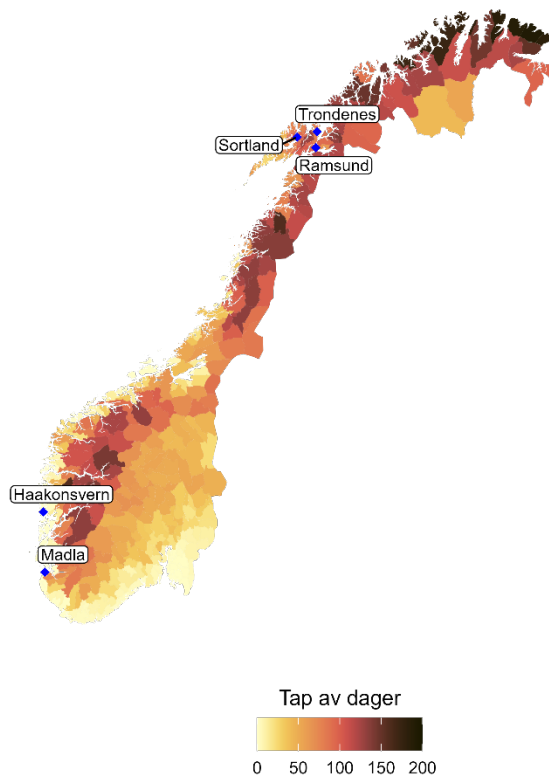 Trondenes
Sortland
Ramsund
Haakonsvern
Madla
Tap av dager
0 50 100 150 200